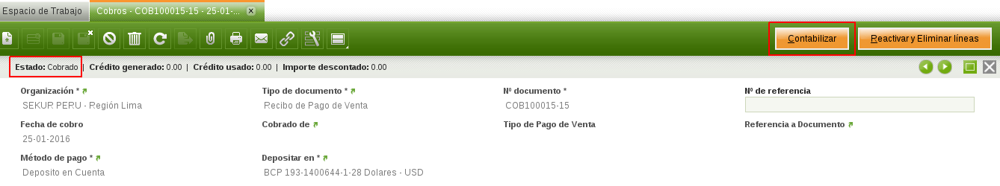 Espacio de Trabajo
Cobros - COB100015-15 - 25-01-...
Contabilizar
Reactivar y Eliminar líneas
Estado: Cobrado | Crédito generado: 0.00 | Crédito usado: 0.00 | Importe descontado: 0.00
Organización * Tipo de documento * Nº documento * Nº de referencia
SEKUR PERU - Región Lima Recibo de Pago de Venta COB100015-15
Fecha de cobro Cobrado de Tipo de Pago de Venta Referencia a Documento
25-01-2016
Método de pago * Depositar en *
Deposito en Cuenta BCP 193-1400644-1-28 Dolares - USD